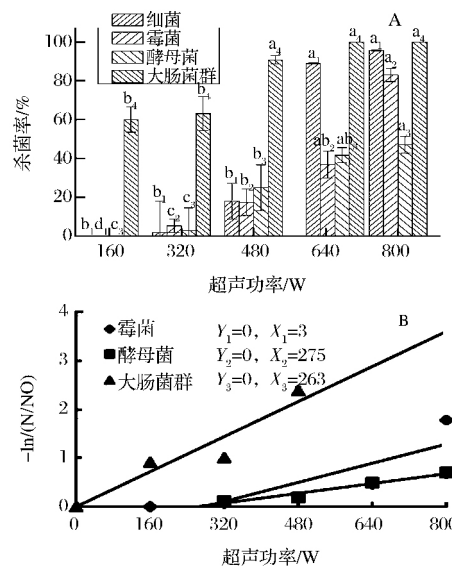 细菌
霉菌
酵母菌
大肠菌群
A
100
80
60
40
20
0
杀菌率/%
b1 d c3 b4
b1 c2 c3 b4
b1 b2 b3 a4
a1 ab2 ab3 a4
a1 a2 a3 a4
160 320 480 640 800
超声功率/W
B
霉菌 Y1=0, X1=3
酵母菌 Y2=0, X2=275
大肠菌群 Y3=0, X3=263
4
3
2
1
0
-ln/(N/NO)
0 160 320 480 640 800
超声功率/W